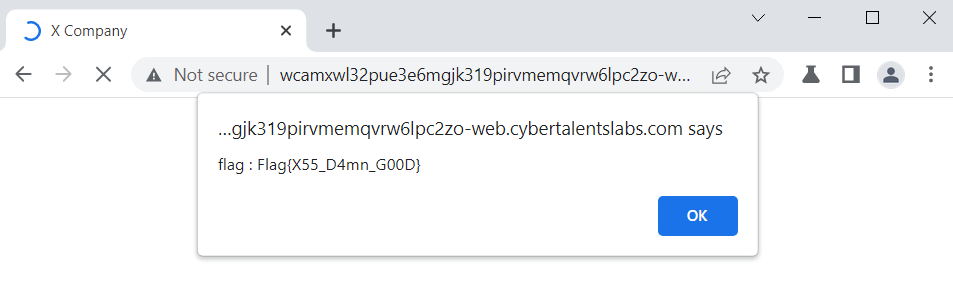 X Company
Not secure | wcamxwl32pue3e6mgjk319pirvmemqvrw6lpc2zo-w...
...gjk319pirvmemqvrw6lpc2zo-web.cybertalentslabs.com says
flag : Flag{X55_D4mn_G00D}
OK